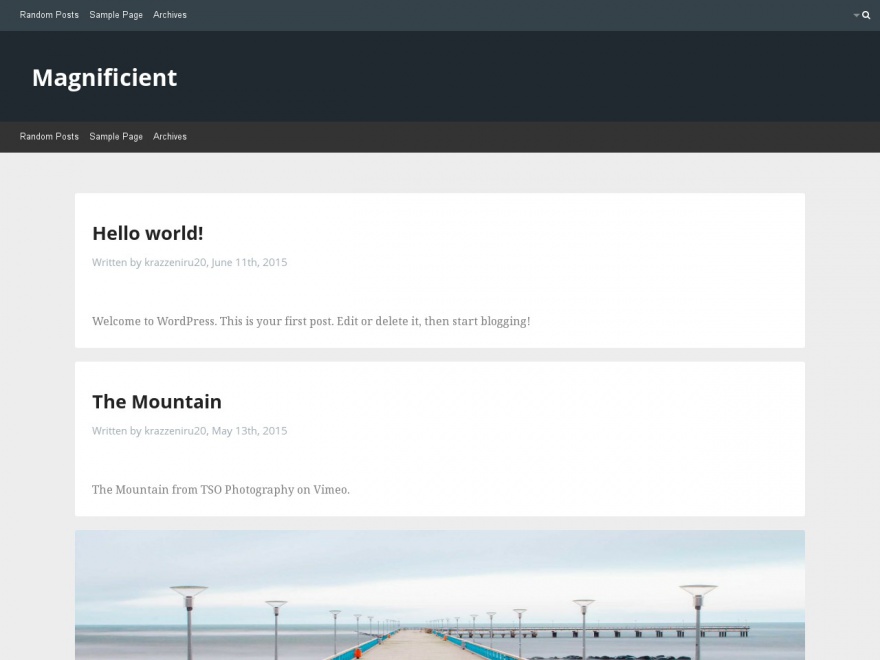 Random Posts Sample Page Archives
Magnificient
Random Posts Sample Page Archives
Hello world!
Written by krazzeniru20, June 11th, 2015
Welcome to WordPress. This is your first post. Edit or delete it, then start blogging!
The Mountain
Written by krazzeniru20, May 13th, 2015
The Mountain from TSO Photography on Vimeo.